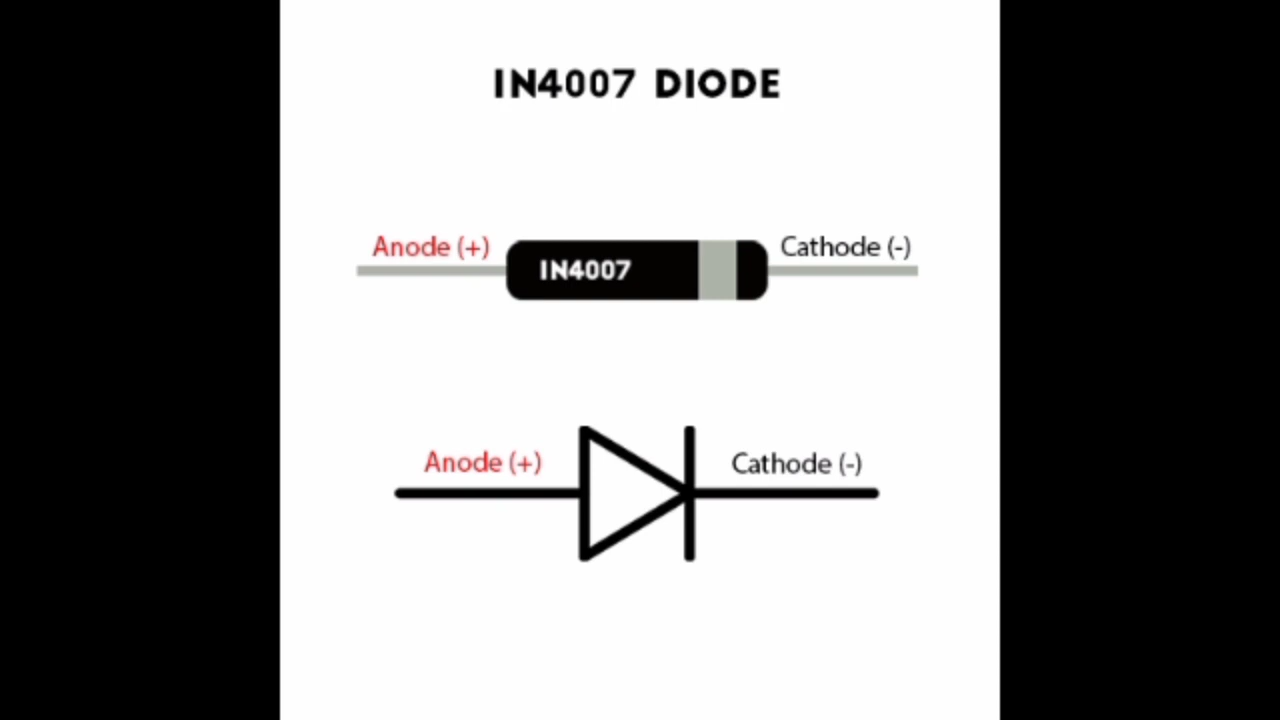 IN4007 DIODE
Anode (+)
Cathode (-)
IN4007
Anode (+)
Cathode (-)